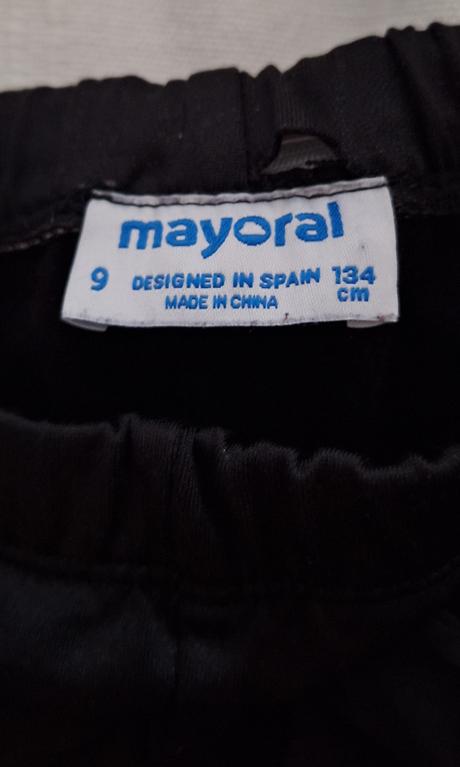 mayoral
9 DESIGNED IN SPAIN 134
MADE IN CHINA cm